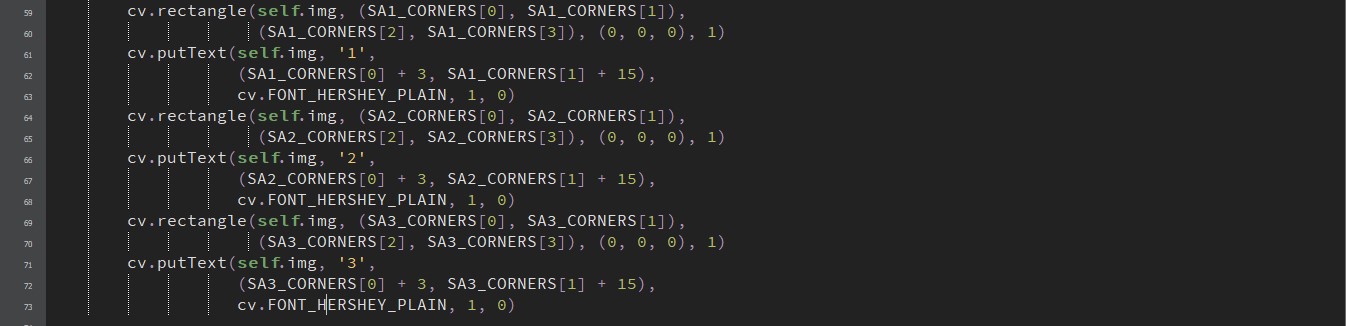 59 cv.rectangle(self.img, (SA1_CORNERS[0], SA1_CORNERS[1]),
60 (SA1_CORNERS[2], SA1_CORNERS[3]), (0, 0, 0), 1)
61 cv.putText(self.img, '1',
62 (SA1_CORNERS[0] + 3, SA1_CORNERS[1] + 15),
63 cv.FONT_HERSHEY_PLAIN, 1, 0)
64 cv.rectangle(self.img, (SA2_CORNERS[0], SA2_CORNERS[1]),
65 (SA2_CORNERS[2], SA2_CORNERS[3]), (0, 0, 0), 1)
66 cv.putText(self.img, '2',
67 (SA2_CORNERS[0] + 3, SA2_CORNERS[1] + 15),
68 cv.FONT_HERSHEY_PLAIN, 1, 0)
69 cv.rectangle(self.img, (SA3_CORNERS[0], SA3_CORNERS[1]),
70 (SA3_CORNERS[2], SA3_CORNERS[3]), (0, 0, 0), 1)
71 cv.putText(self.img, '3',
72 (SA3_CORNERS[0] + 3, SA3_CORNERS[1] + 15),
73 cv.FONT_HERSHEY_PLAIN, 1, 0)